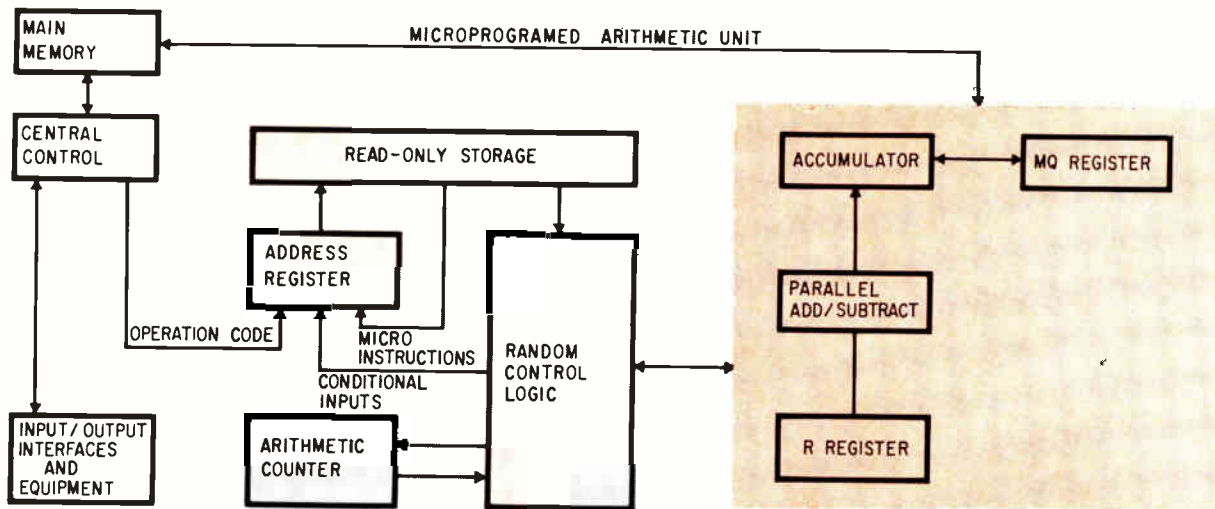 MAIN
MEMORY
MICROPROGRAMED ARITHMETIC UNIT
CENTRAL
CONTROL
READ-ONLY STORAGE
ACCUMULATOR
MQ REGISTER
ADDRESS
REGISTER
PARALLEL
ADD/SUBTRACT
OPERATION CODE
MICRO
INSTRUCTIONS
CONDITIONAL
INPUTS
RANDOM
CONTROL
LOGIC
INPUT/OUTPUT
INTERFACES
AND
EQUIPMENT
ARITHMETIC
COUNTER
R REGISTER